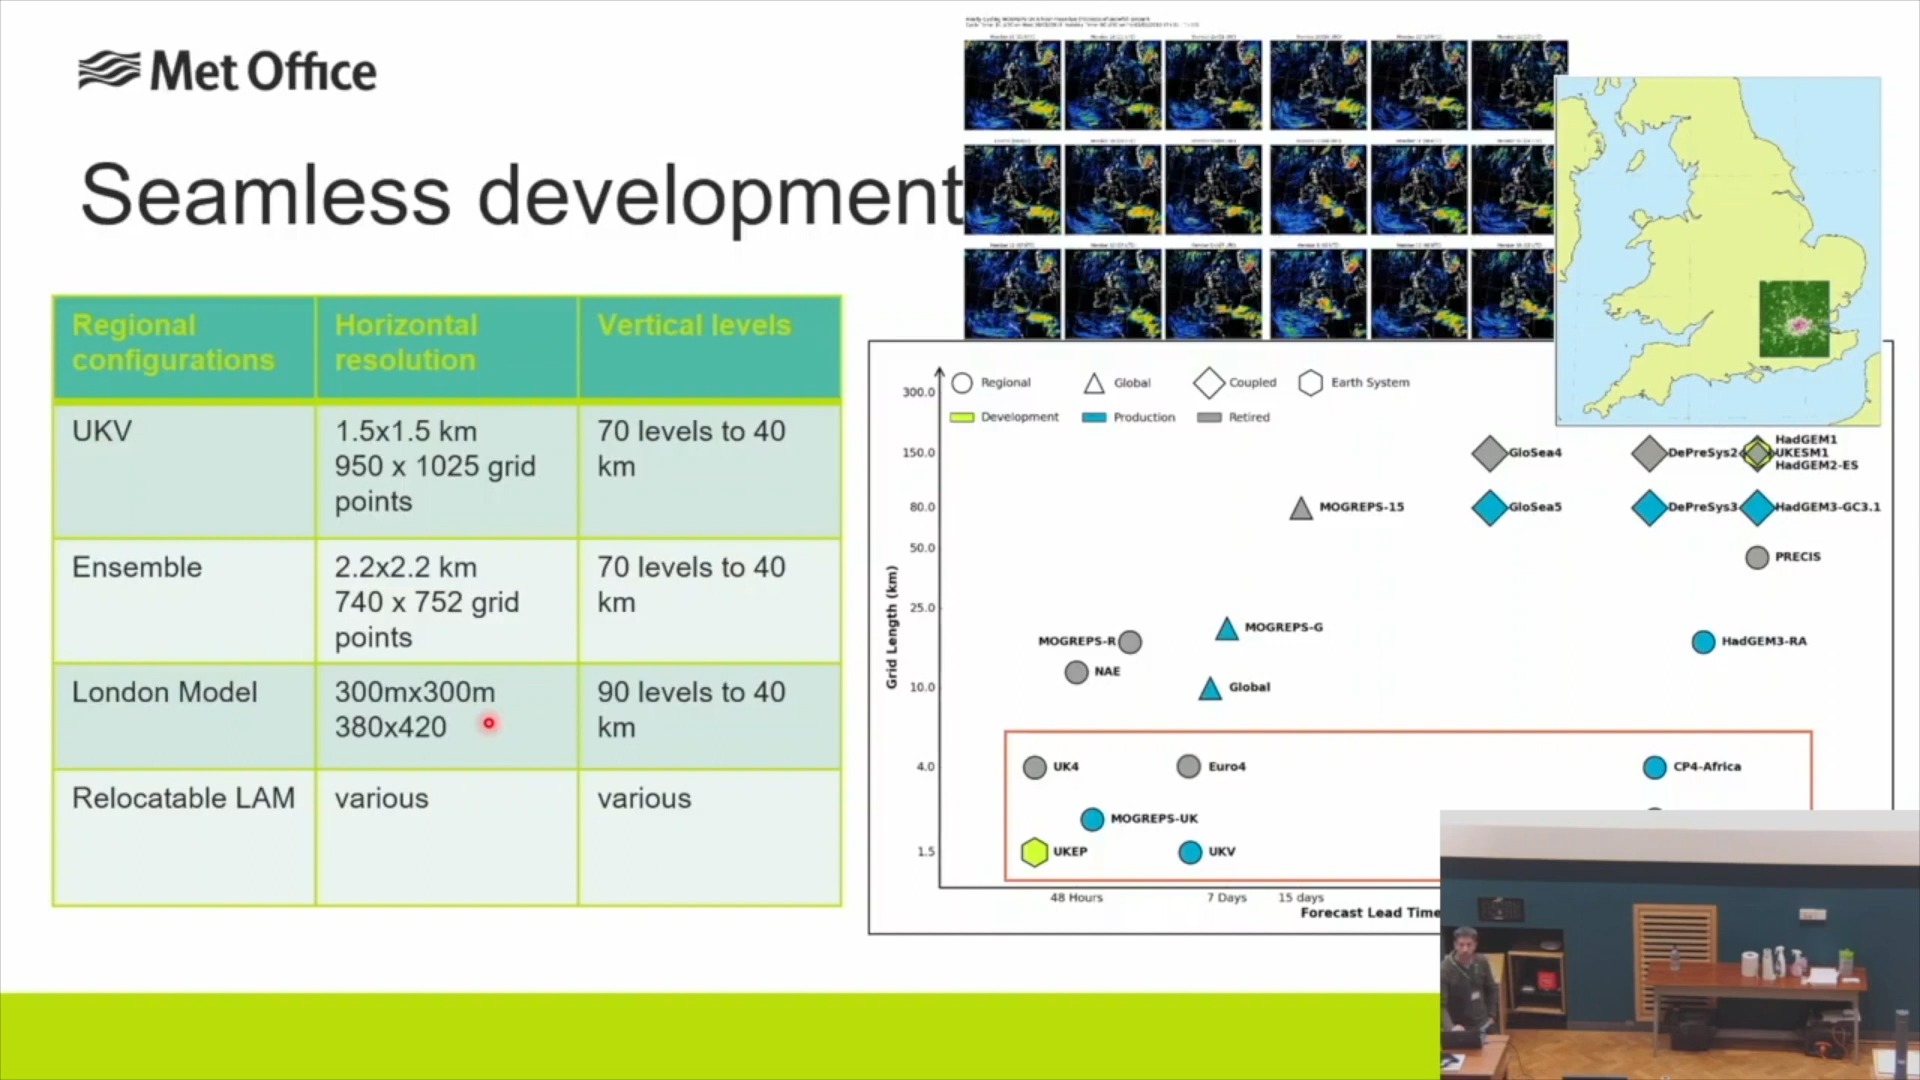 Met Office
Seamless development
Regional
configurations
Horizontal
resolution
Vertical levels
UKV
1.5x1.5 km
950 x 1025 grid
points
70 levels to 40
km
Ensemble
2.2x2.2 km
740 x 752 grid
points
70 levels to 40
km
London Model
300mx300m
380x420
90 levels to 40
km
Relocatable LAM
various
various
Regional
Global
Coupled
Earth System
Development
Production
Retired
Grid Length (km)
300.0
150.0
80.0
50.0
25.0
10.0
4.0
1.5
GloSea4
DePreSys2
HadGEM1
UKESM1
HadGEM2-ES
MOGREPS-15
GloSea5
DePreSys3
HadGEM3-GC3.1
PRECIS
MOGREPS-G
MOGREPS-R
HadGEM3-RA
NAE
Global
UK4
Euro4
CP4-Africa
MOGREPS-UK
UKEP
UKV
48 Hours
7 Days
15 days
Forecast Lead Time